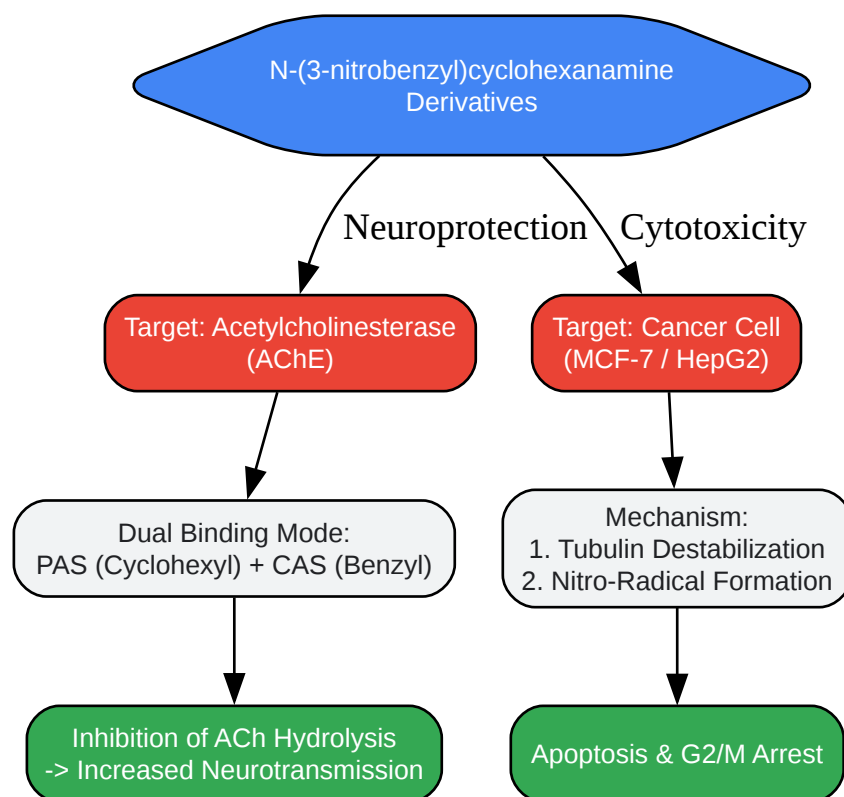 N-(3-nitrobenzyl)cyclohexanamine
Derivatives
Neuroprotection
Cytotoxicity
Target: Acetylcholinesterase
(AChE)
Target: Cancer Cell
(MCF-7 / HepG2)
Dual Binding Mode:
PAS (Cyclohexyl) + CAS (Benzyl)
Mechanism:
1. Tubulin Destabilization
2. Nitro-Radical Formation
Inhibition of ACh Hydrolysis
-> Increased Neurotransmission
Apoptosis & G2/M Arrest